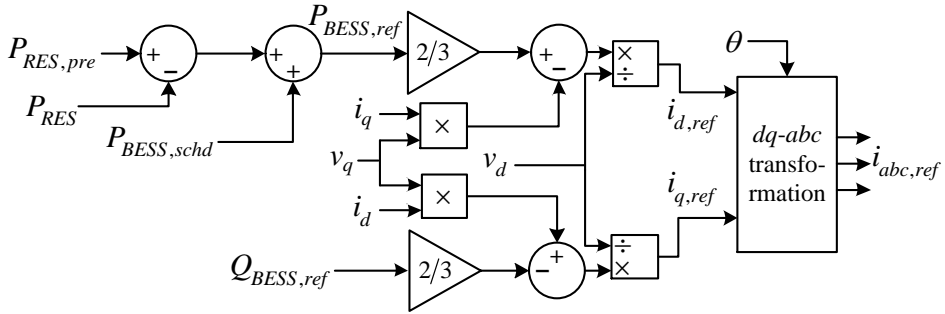 P_{BESS,ref}
P_{RES,pre}
+
−
+
+
2/3
+
−
×
÷
θ
P_{RES}
P_{BESS,schd}
i_q
×
i_{d,ref}
v_q
v_d
dq-abc
transfo-
rmation
i_{abc,ref}
i_d
×
i_{q,ref}
Q_{BESS,ref}
2/3
+
−
÷
×